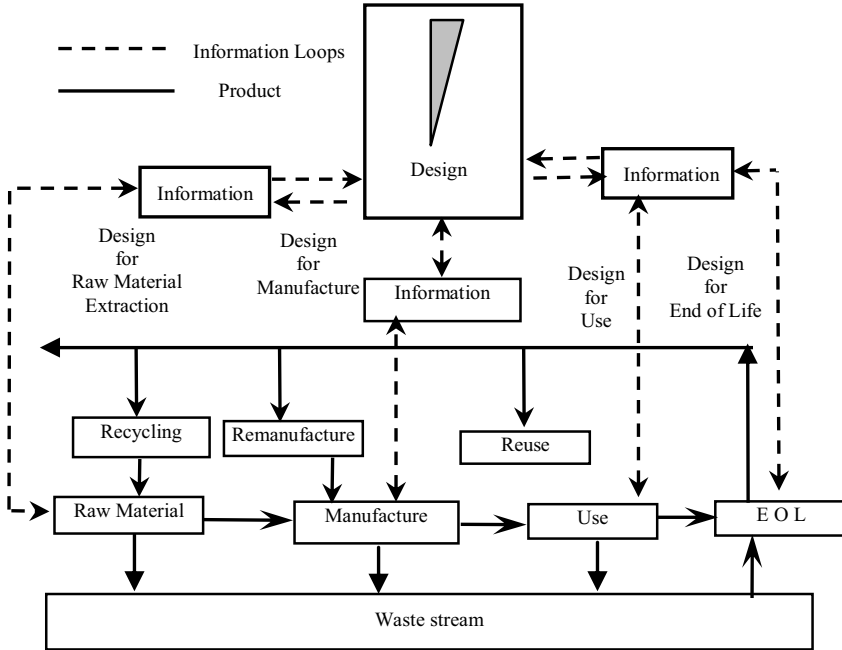 Information Loops
Product
Design
Information
Information
Design
for
Raw Material
Extraction
Design
for
Manufacture
Information
Design
for
Use
Design
for
End of Life
Recycling
Remanufacture
Reuse
Raw Material
Manufacture
Use
E O L
Waste stream